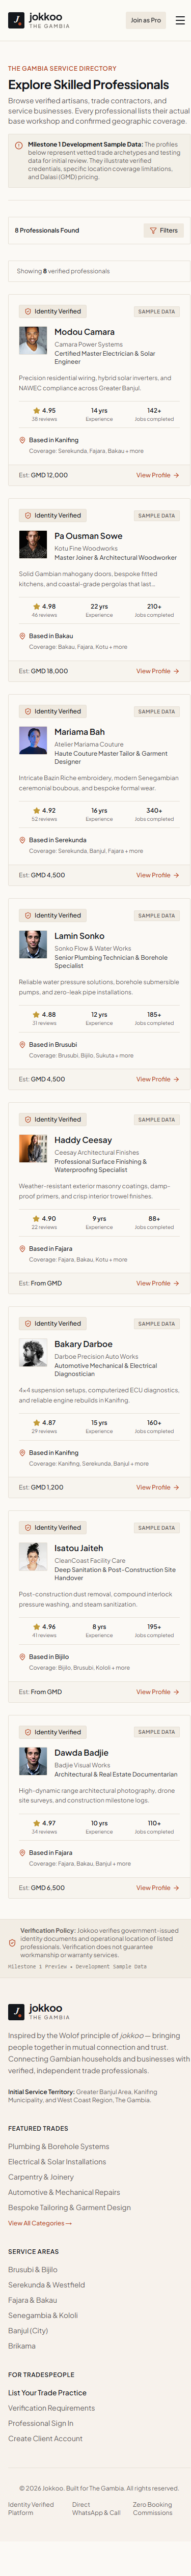 jokkoo
THE GAMBIA
Join as Pro
THE GAMBIA SERVICE DIRECTORY
Explore Skilled Professionals
Browse verified artisans, trade contractors, and
service businesses. Every professional lists their actual
base workshop and confirmed geographic coverage.
Milestone 1 Development Sample Data: The profiles
below represent vetted trade archetypes and testing
data for initial review. They illustrate verified
credentials, specific location coverage limitations,
and Dalasi (GMD) pricing.
8 Professionals Found
Filters
Showing 8 verified professionals
Identity Verified
SAMPLE DATA
Modou Camara
Camara Power Systems
Certified Master Electrician & Solar
Engineer
Precision residential wiring, hybrid solar inverters, and
NAWEC compliance across Greater Banjul.
4.95
14 yrs
142+
28 reviews
Experience
Jobs completed
Based in Kanifing
Coverage: Serekunda, Fajara, Bakau + more
Est: GMD 12,000
View Profile →
Identity Verified
SAMPLE DATA
Pa Ousman Sowe
Kotu Fine Woodworks
Master Joiner & Architectural Woodworker
Solid Gambian mahogany doors, bespoke fitted
kitchens, and coastal-grade pergolas that last...
4.98
22 yrs
210+
46 reviews
Experience
Jobs completed
Based in Bakau
Coverage: Bakau, Fajara, Kotu + more
Est: GMD 18,000
View Profile →
Identity Verified
SAMPLE DATA
Mariama Bah
Atelier Mariama Couture
Haute Couture Master Tailor & Garment
Designer
Intricate Bazin Riche embroidery, modern Senegambian
ceremonial boubous, and bespoke formal wear.
4.92
16 yrs
340+
52 reviews
Experience
Jobs completed
Based in Serekunda
Coverage: Serekunda, Banjul, Fajara + more
Est: GMD 4,500
View Profile →
Identity Verified
SAMPLE DATA
Lamin Sonko
Sonko Flow & Water Works
Senior Plumbing Technician & Borehole
Specialist
Reliable water pressure solutions, borehole submersible
pumps, and zero-leak pipe installations.
4.88
12 yrs
185+
31 reviews
Experience
Jobs completed
Based in Brusubi
Coverage: Brusubi, Bijilo, Sukuta + more
Est: GMD 4,500
View Profile →
Identity Verified
SAMPLE DATA
Haddy Ceesay
Ceesay Architectural Finishes
Professional Surface Finishing &
Waterproofing Specialist
Weather-resistant exterior masonry coatings, damp-
proof primers, and crisp interior trowel finishes.
4.90
9 yrs
88+
22 reviews
Experience
Jobs completed
Based in Fajara
Coverage: Fajara, Bakau, Kotu + more
Est: From GMD
View Profile →
Identity Verified
SAMPLE DATA
Bakary Darboe
Darboe Precision Auto Works
Automotive Mechanical & Electrical
Diagnostician
4x4 suspension setups, computerized ECU diagnostics,
and reliable engine rebuilds in Kanifing.
4.87
15 yrs
160+
29 reviews
Experience
Jobs completed
Based in Kanifing
Coverage: Kanifing, Serekunda, Banjul + more
Est: GMD 1,200
View Profile →
Identity Verified
SAMPLE DATA
Isatou Jaiteh
CleanCoast Facility Care
Deep Sanitation & Post-Construction Site
Handover
Post-construction dust removal, compound interlock
pressure washing, and steam sanitization.
4.96
8 yrs
195+
41 reviews
Experience
Jobs completed
Based in Bijilo
Coverage: Bijilo, Brusubi, Kololi + more
Est: From GMD
View Profile →
Identity Verified
SAMPLE DATA
Dawda Badjie
Badjie Visual Works
Architectural & Real Estate Documentarian
High-dynamic range architectural photography, drone
site surveys, and construction milestone logs.
4.97
10 yrs
110+
34 reviews
Experience
Jobs completed
Based in Fajara
Coverage: Fajara, Bakau, Banjul + more
Est: GMD 6,500
View Profile →
Verification Policy: Jokkoo verifies government-issued
identity documents and operational location of listed
professionals. Verification does not guarantee
workmanship or warranty services.
Milestone 1 Preview • Development Sample Data
jokkoo
THE GAMBIA
Inspired by the Wolof principle of jokkoo — bringing
people together in mutual connection and trust.
Connecting Gambian households and businesses with
verified, independent trade professionals.
Initial Service Territory: Greater Banjul Area, Kanifing
Municipality, and West Coast Region, The Gambia.
FEATURED TRADES
Plumbing & Borehole Systems
Electrical & Solar Installations
Carpentry & Joinery
Automotive & Mechanical Repairs
Bespoke Tailoring & Garment Design
View All Categories →
SERVICE AREAS
Brusubi & Bijilo
Serekunda & Westfield
Fajara & Bakau
Senegambia & Kololi
Banjul (City)
Brikama
FOR TRADESPEOPLE
List Your Trade Practice
Verification Requirements
Professional Sign In
Create Client Account
© 2026 Jokkoo. Built for The Gambia. All rights reserved.
Identity Verified
Platform
Direct
WhatsApp & Call
Zero Booking
Commissions